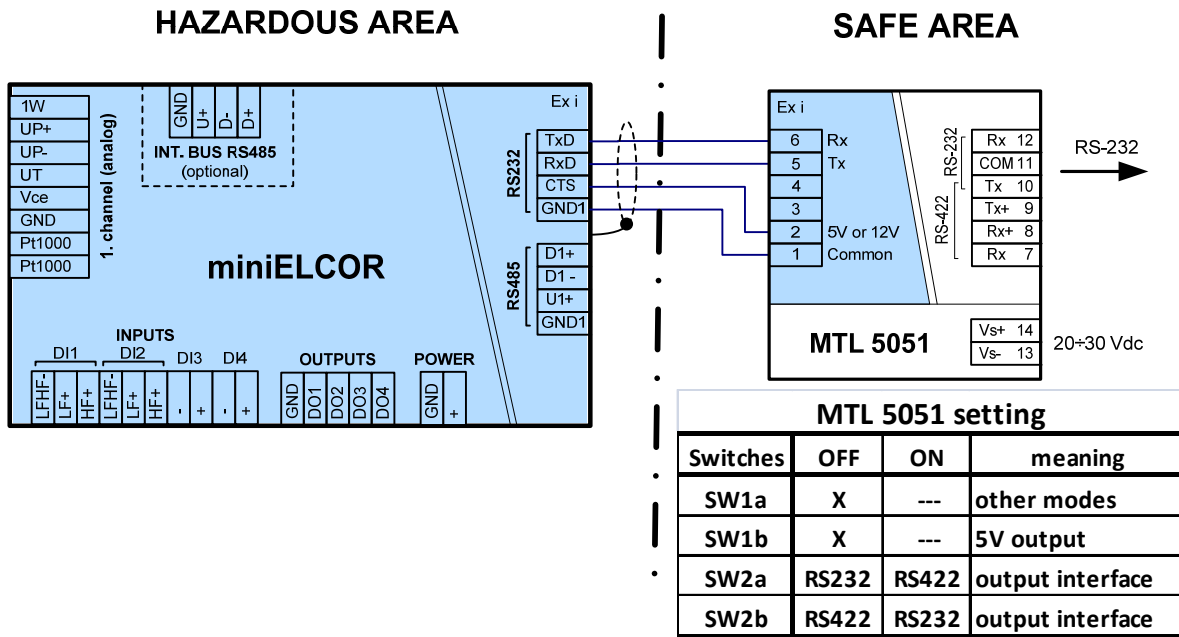 HAZARDOUS AREA
SAFE AREA
1W
UP+
UP-
UT
Vce
GND
Pt1000
Pt1000
1. channel (analog)
GND
U+
D-
D+
INT. BUS RS485
(optional)
Ex i
RS232
TxD
RxD
CTS
GND1
RS485
D1+
D1 -
U1+
GND1
miniELCOR
INPUTS
DI1
DI2
DI3
DI4
LFHF-
LF+
HF+
LFHF-
LF+
HF+
-
+
-
+
OUTPUTS
GND
DO1
DO2
DO3
DO4
POWER
GND
+
Ex i
6 Rx
5 Tx
4
3
2 5V or 12V
1 Common
RS-232
RS-422
Rx 12
COM 11
Tx 10
Tx+ 9
Rx+ 8
Rx 7
RS-232
MTL 5051
Vs+ 14
Vs- 13
20÷30 Vdc
MTL 5051 setting
Switches OFF ON meaning
SW1a X --- other modes
SW1b X --- 5V output
SW2a RS232 RS422 output interface
SW2b RS422 RS232 output interface